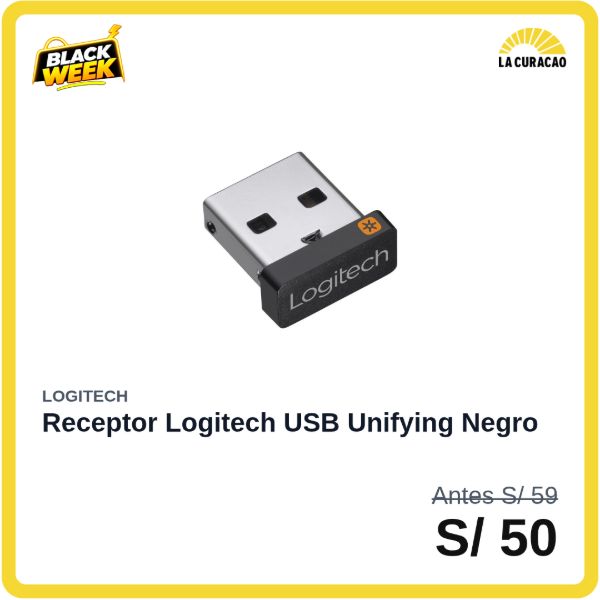 BLACK
WEEK
LA CURACAO
Logitech
LOGITECH
Receptor Logitech USB Unifying Negro
Antes S/ 59
S/ 50